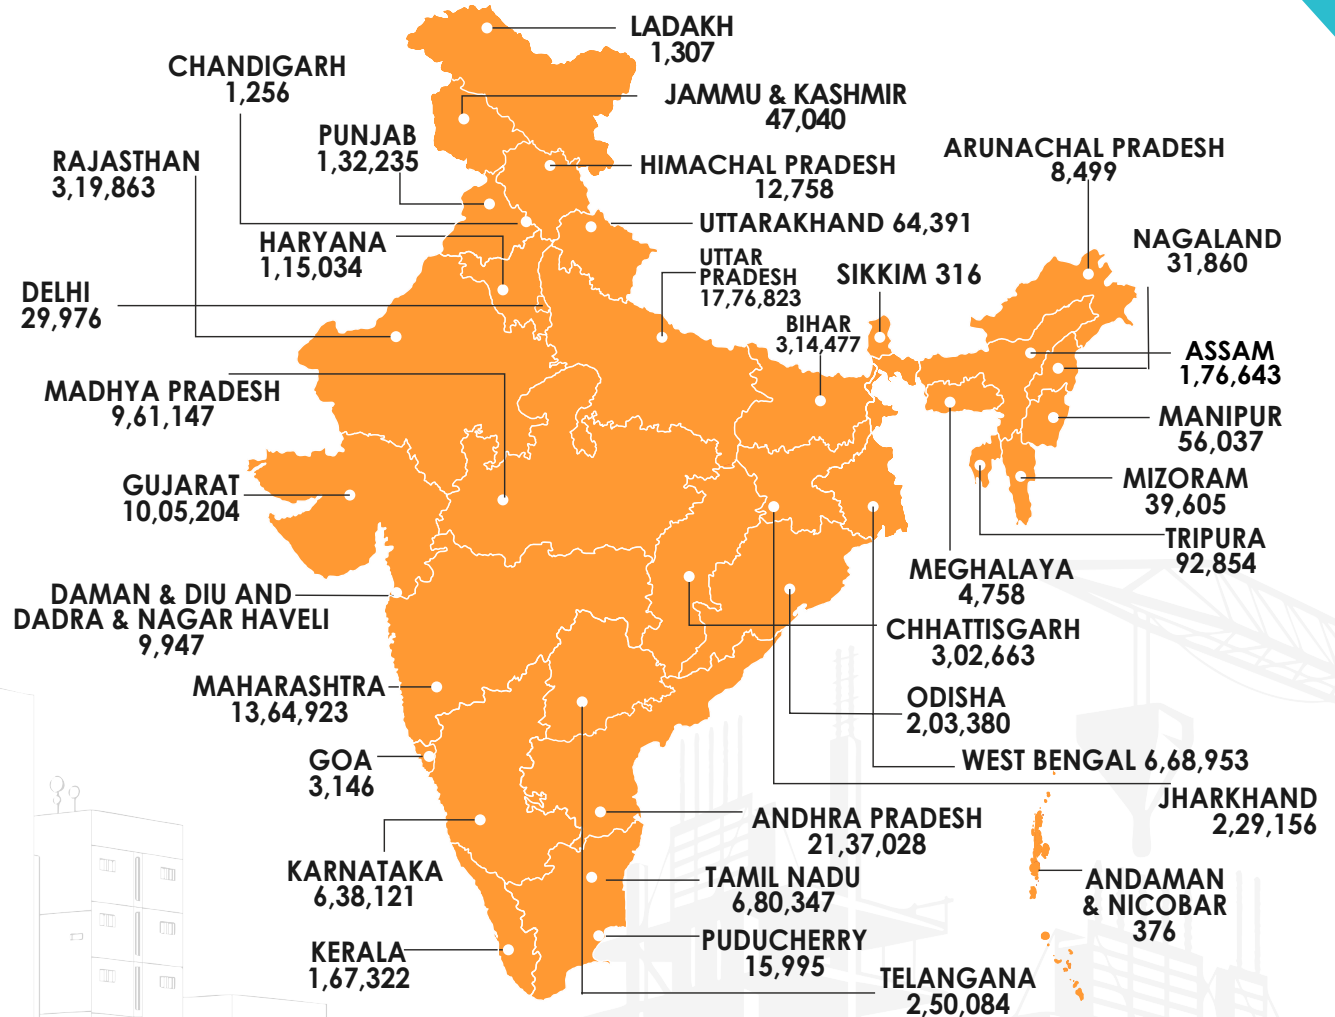 LADAKH
1,307
CHANDIGARH
1,256
JAMMU & KASHMIR
47,040
PUNJAB
1,32,235
ARUNACHAL PRADESH
8,499
RAJASTHAN
3,19,863
HIMACHAL PRADESH
12,758
UTTARAKHAND 64,391
HARYANA
1,15,034
NAGALAND
31,860
UTTAR
PRADESH
17,76,823
SIKKIM 316
DELHI
29,976
BIHAR
3,14,477
ASSAM
1,76,643
MADHYA PRADESH
9,61,147
MANIPUR
56,037
GUJARAT
10,05,204
MIZORAM
39,605
TRIPURA
92,854
MEGHALAYA
4,758
DAMAN & DIU AND
DADRA & NAGAR HAVELI
9,947
CHHATTISGARH
3,02,663
MAHARASHTRA
13,64,923
ODISHA
2,03,380
GOA
3,146
WEST BENGAL 6,68,953
JHARKHAND
2,29,156
ANDHRA PRADESH
21,37,028
KARNATAKA
6,38,121
TAMIL NADU
6,80,347
ANDAMAN
& NICOBAR
376
PUDUCHERRY
15,995
KERALA
1,67,322
TELANGANA
2,50,084